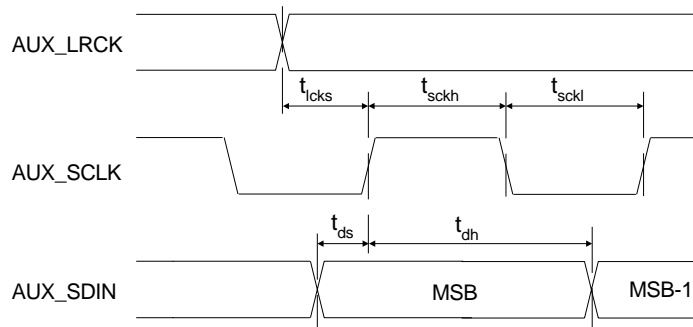 AUX_LRCK
t_lcks t_sckh t_sckl
AUX_SCLK
t_ds t_dh
AUX_SDIN MSB MSB-1